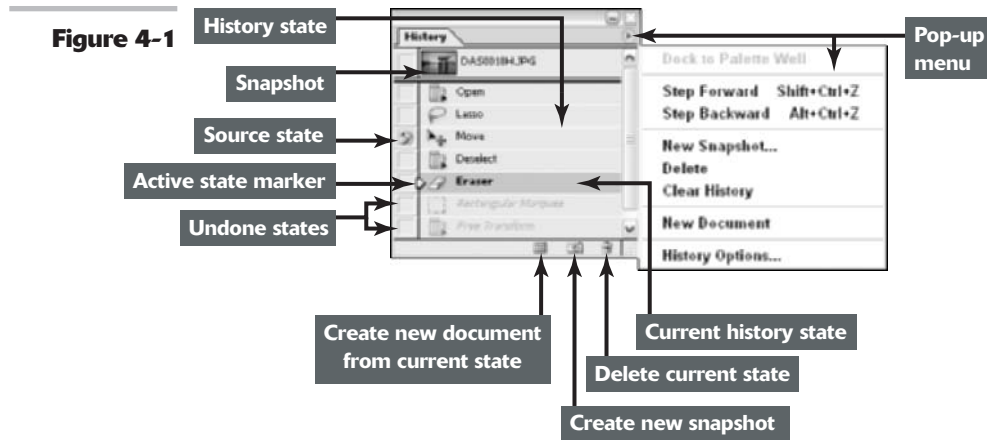 Figure 4-1
History state
Snapshot
Source state
Active state marker
Undone states
History
Open
Lasso
Move
Deselect
Eraser
Rectangular Marquee
Free Transform
Pop-up
menu
Dock to Palette Well
Step Forward Shift+Ctrl+Z
Step Backward Alt+Ctrl+Z
New Snapshot...
Delete
Clear History
New Document
History Options...
Create new document
from current state
Current history state
Delete current state
Create new snapshot